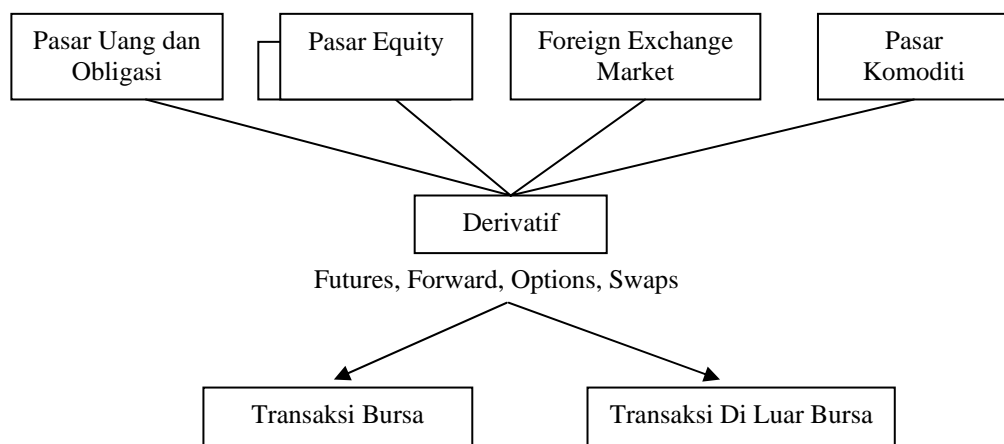 Pasar Uang dan
Obligasi
Pasar Equity
Foreign Exchange
Market
Pasar
Komoditi
Derivatif
Futures, Forward, Options, Swaps
Transaksi Bursa
Transaksi Di Luar Bursa